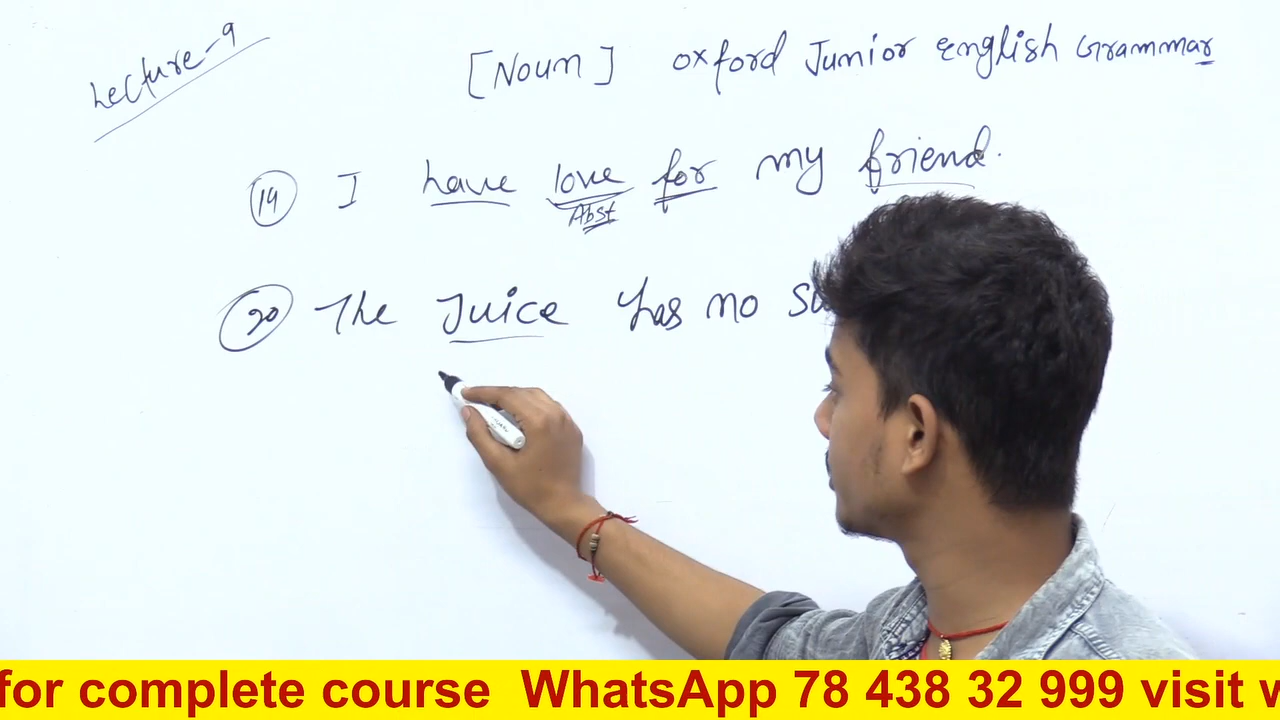 Lecture-9
[Noun] Oxford Junior English Grammar
19 I have love for my friend.
Abst
20 The Juice has no
for complete course WhatsApp 78 438 32 999 visit